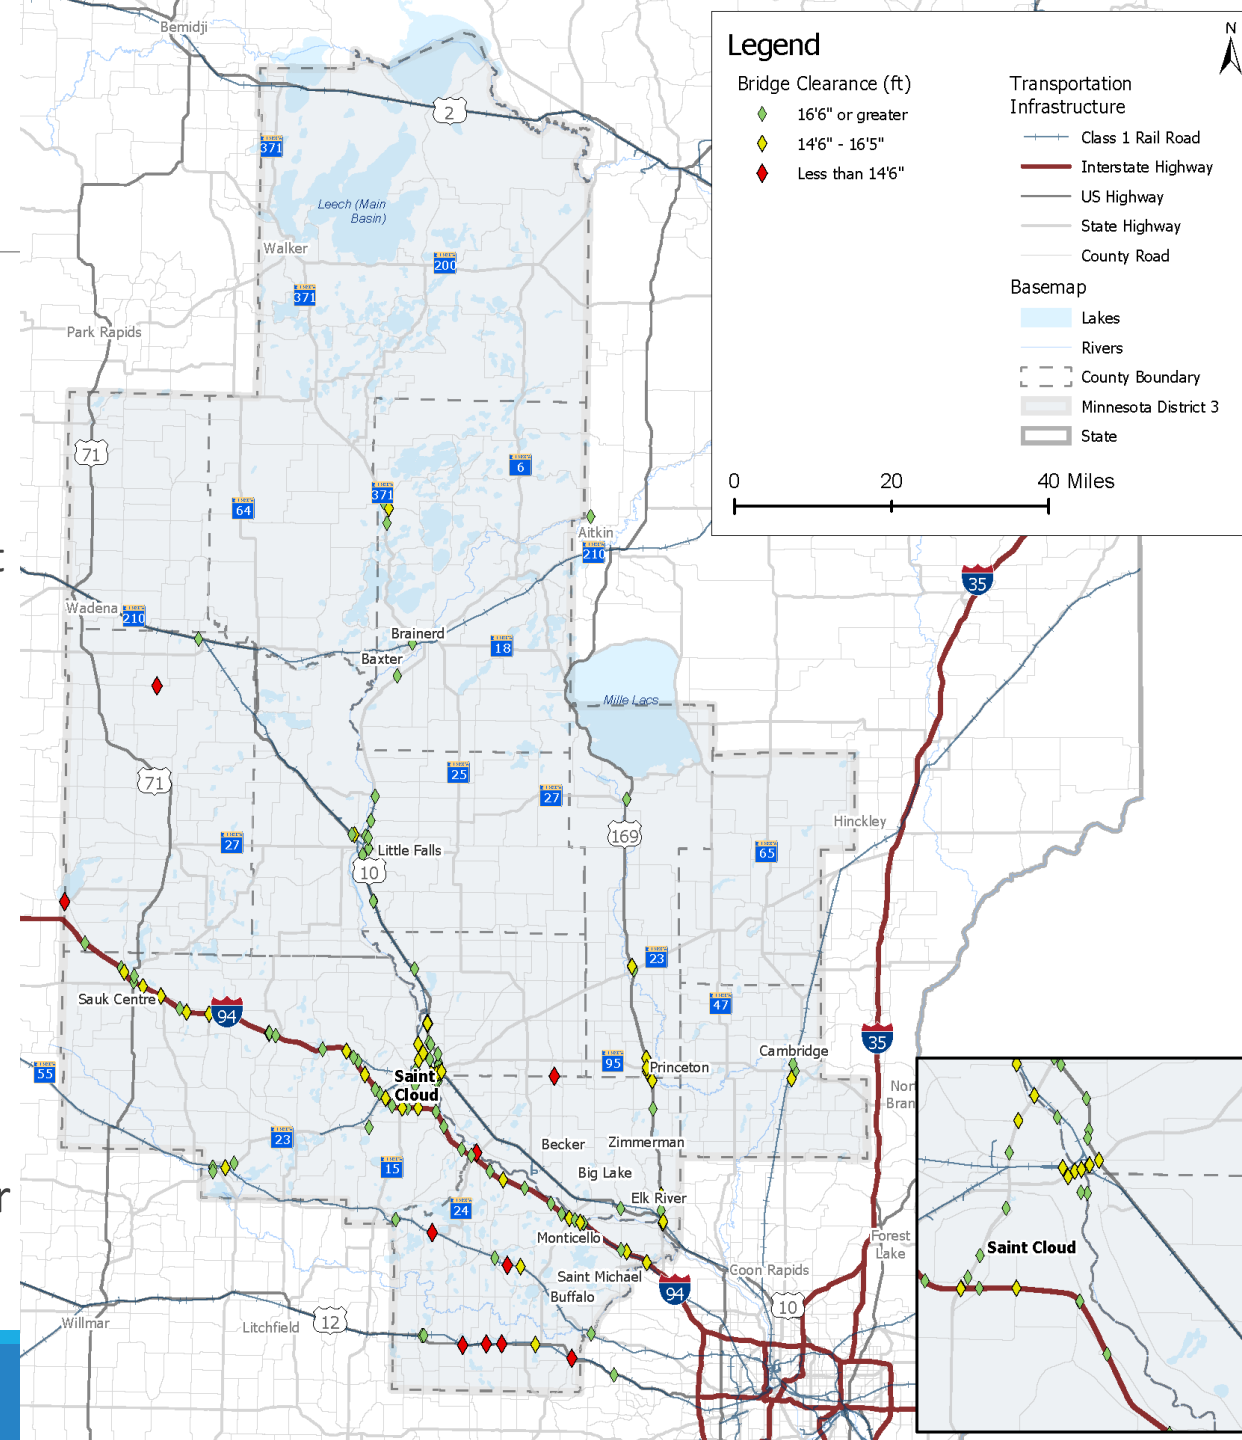 Legend
N
Bridge Clearance (ft)
16'6" or greater
14'6" - 16'5"
Less than 14'6"
Transportation
Infrastructure
Class 1 Rail Road
Interstate Highway
US Highway
State Highway
County Road
Basemap
Lakes
Rivers
County Boundary
Minnesota District 3
State
0 20 40 Miles
Bemidji
2
371
Leech (Main
Basin)
Walker
200
371
Park Rapids
71
6
371
64
Aitkin
210
t
35
Wadena
210
Brainerd
18
Baxter
Mille Lacs
71
25
27
Hinckley
169
27
Little Falls
65
10
23
Sauk Centre
47
94
35
Cambridge
95
55
Princeton
Saint
Cloud
Nor
Bran
23
Becker
Zimmerman
15
Big Lake
r
Elk River
24
Monticello
Forest
Lake
Saint Cloud
Coon Rapids
Saint Michael
94
Buffalo
10
Willmar
Litchfield
12